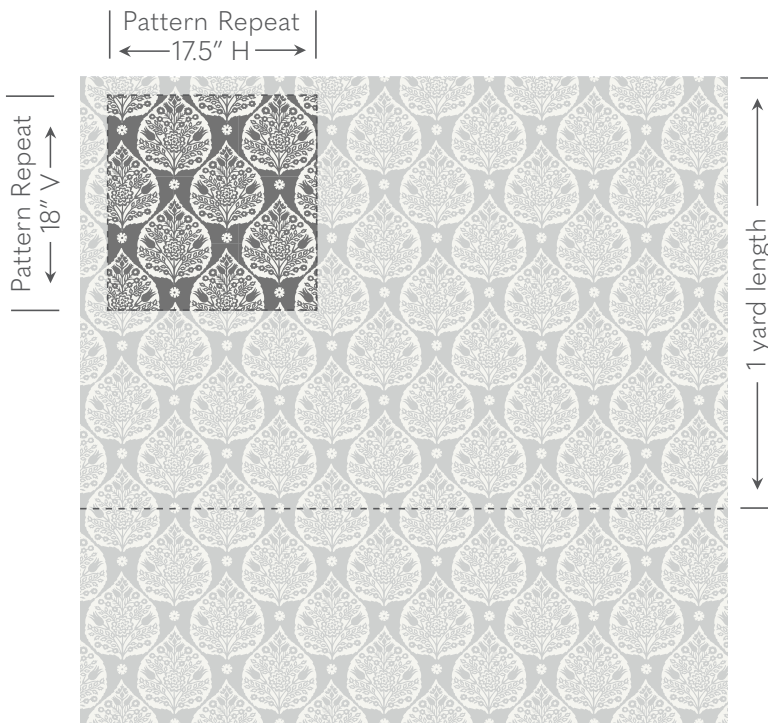 Pattern Repeat
17.5" H
Pattern Repeat
18" V
1 yard length